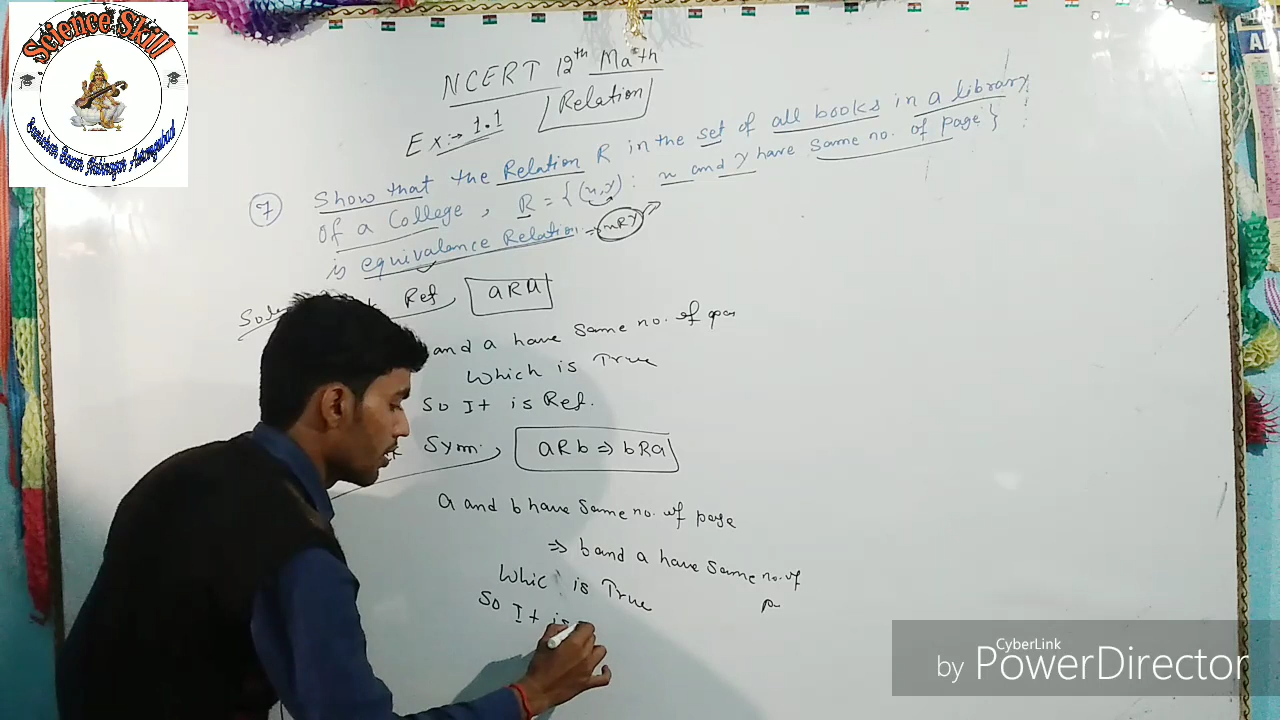 Science Skill
NCERT 12th Math
Ex:→ 1.1
Relation
7 Show that the Relation R in the set of all books in a library
of a College, R = {(x,y): x and y have same no. of page}
is equivalance Relation. → xRy
Ref aRa
and a have same no. of
Which is True
So It is Ref.
Sym. aRb ⇒ bRa
a and b have same no. of page
⇒ b and a have same no. of
Whic is True
So It is
CyberLink
by PowerDirector